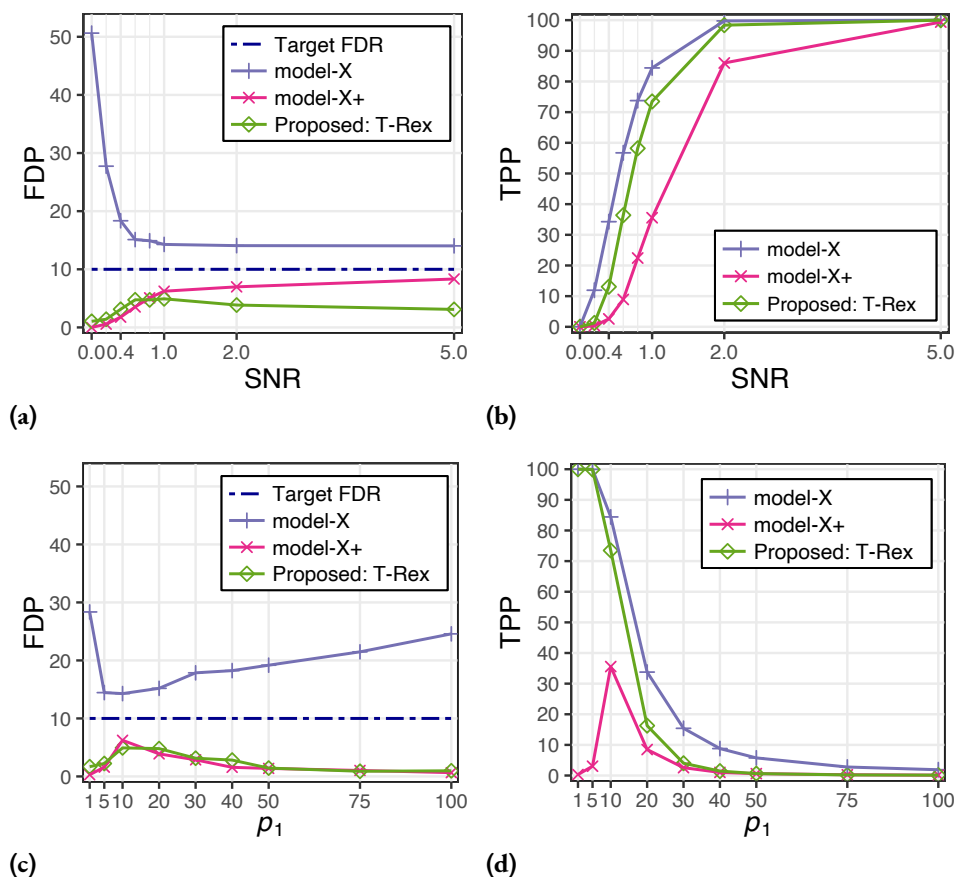 50
40
30
20
10
0
FDP
Target FDR
model-X
model-X+
Proposed: T-Rex
0.0 0.4 1.0 2.0 5.0
SNR
(a)
100
90
80
70
60
50
40
30
20
10
0
TPP
model-X
model-X+
Proposed: T-Rex
0.0 0.4 1.0 2.0 5.0
SNR
(b)
50
40
30
20
10
0
FDP
Target FDR
model-X
model-X+
Proposed: T-Rex
1 5 10 20 30 40 50 75 100
p1
(c)
100
90
80
70
60
50
40
30
20
10
0
TPP
model-X
model-X+
Proposed: T-Rex
1 5 10 20 30 40 50 75 100
p1
(d)